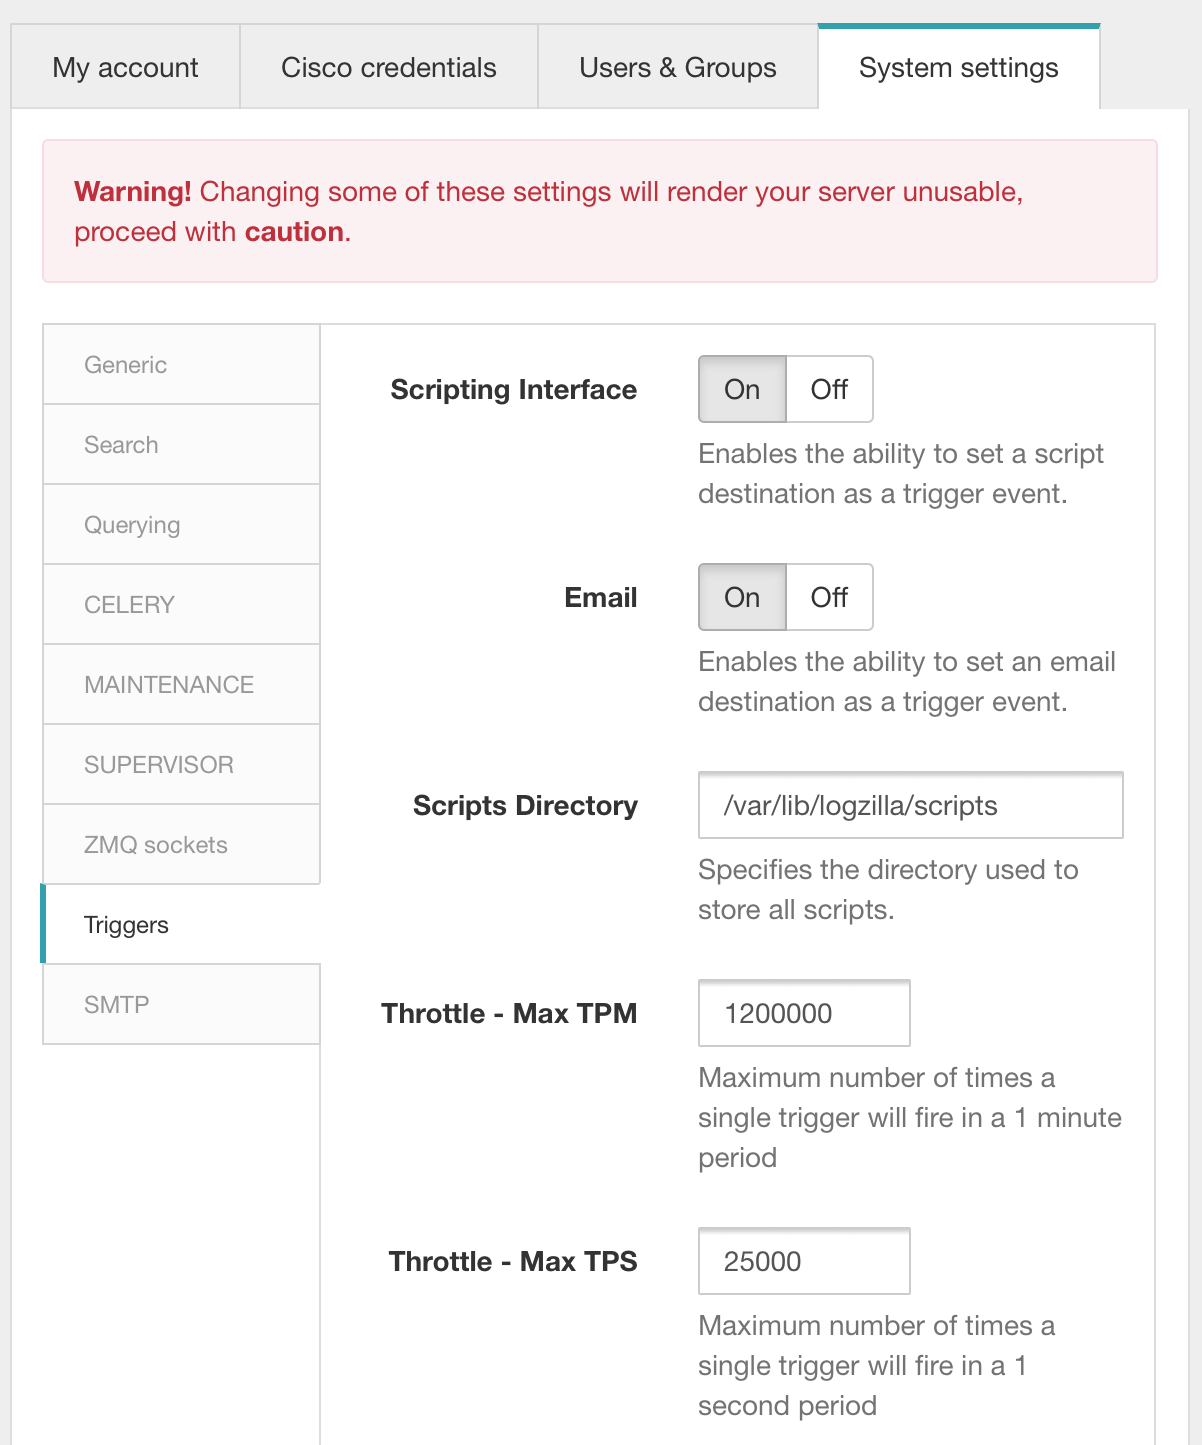 My account
Cisco credentials
Users & Groups
System settings
Warning! Changing some of these settings will render your server unusable,
proceed with caution.
Generic
Search
Querying
CELERY
MAINTENANCE
SUPERVISOR
ZMQ sockets
Triggers
SMTP
Scripting Interface
On
Off
Enables the ability to set a script
destination as a trigger event.
Email
On
Off
Enables the ability to set an email
destination as a trigger event.
Scripts Directory
/var/lib/logzilla/scripts
Specifies the directory used to
store all scripts.
Throttle - Max TPM
1200000
Maximum number of times a
single trigger will fire in a 1 minute
period
Throttle - Max TPS
25000
Maximum number of times a
single trigger will fire in a 1
second period